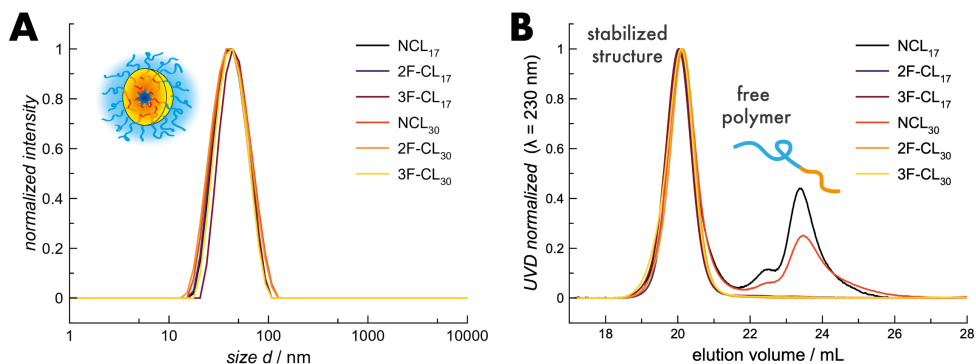 A
normalized intensity
1
0.8
0.6
0.4
0.2
0
1
10
100
1000
10000
size d / nm
NCL17
2F-CL17
3F-CL17
NCL30
2F-CL30
3F-CL30
B
UVD normalized (λ = 230 nm)
1
0.8
0.6
0.4
0.2
0
18
20
22
24
26
28
elution volume / mL
stabilized
structure
free
polymer
NCL17
2F-CL17
3F-CL17
NCL30
2F-CL30
3F-CL30